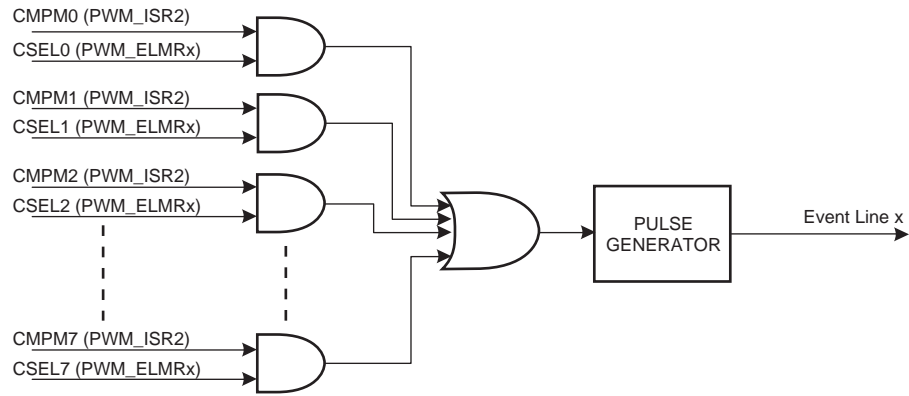 CMPM0 (PWM_ISR2)
CSEL0 (PWM_ELMRx)
CMPM1 (PWM_ISR2)
CSEL1 (PWM_ELMRx)
CMPM2 (PWM_ISR2)
CSEL2 (PWM_ELMRx)
PULSE
GENERATOR
Event Line x
CMPM7 (PWM_ISR2)
CSEL7 (PWM_ELMRx)